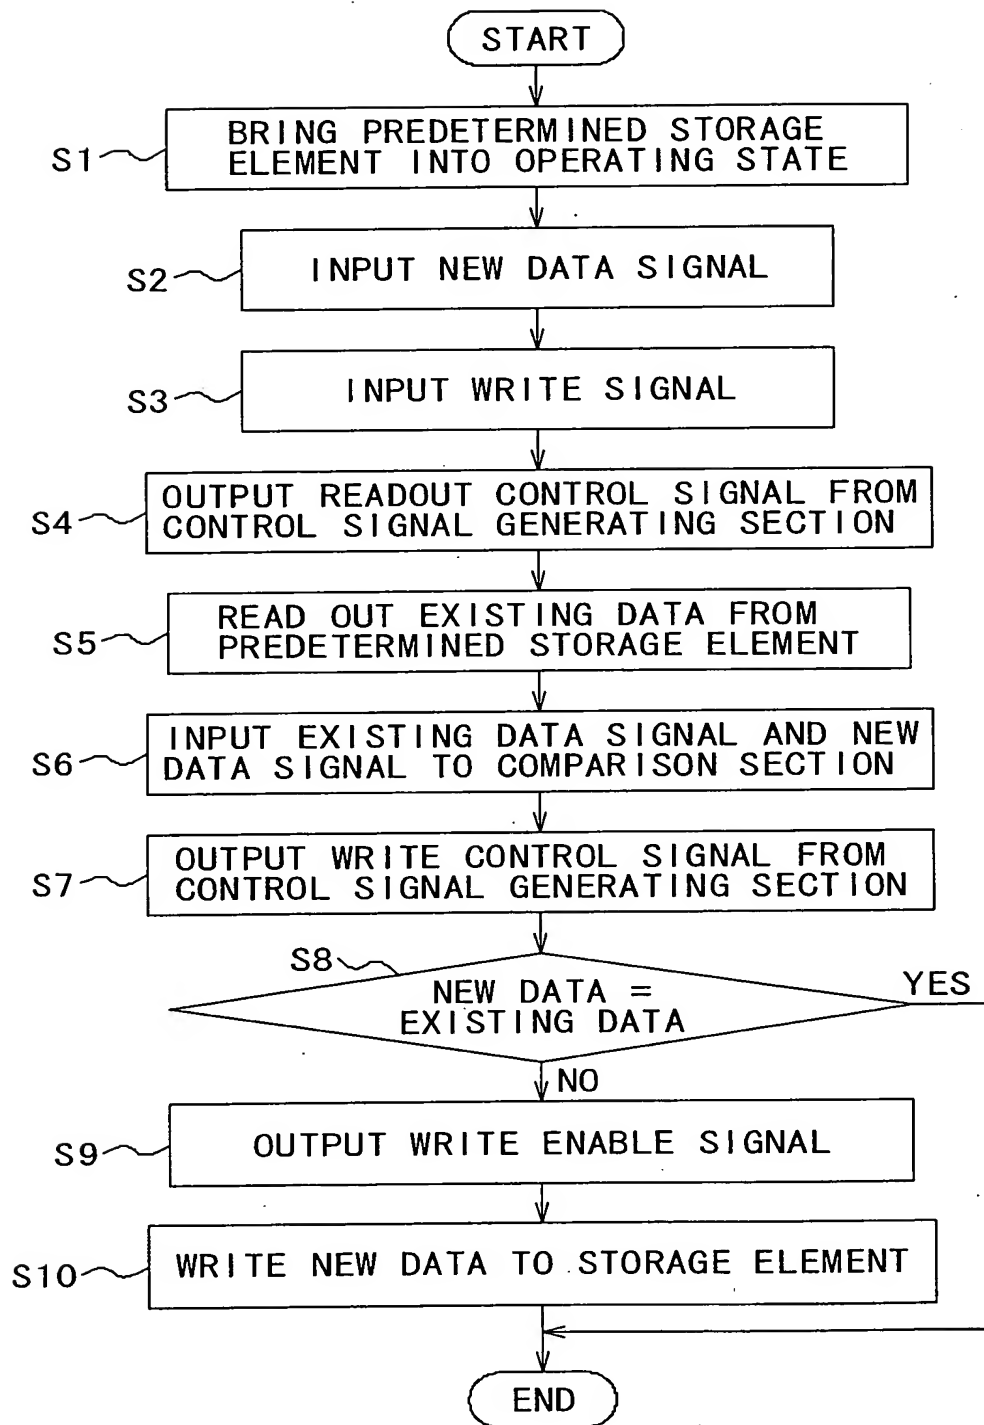 START
S1
BRING PREDETERMINED STORAGE
ELEMENT INTO OPERATING STATE
S2
INPUT NEW DATA SIGNAL
S3
INPUT WRITE SIGNAL
S4
OUTPUT READOUT CONTROL SIGNAL FROM
CONTROL SIGNAL GENERATING SECTION
S5
READ OUT EXISTING DATA FROM
PREDETERMINED STORAGE ELEMENT
S6
INPUT EXISTING DATA SIGNAL AND NEW
DATA SIGNAL TO COMPARISON SECTION
S7
OUTPUT WRITE CONTROL SIGNAL FROM
CONTROL SIGNAL GENERATING SECTION
S8
NEW DATA =
EXISTING DATA
YES
NO
S9
OUTPUT WRITE ENABLE SIGNAL
S10
WRITE NEW DATA TO STORAGE ELEMENT
END